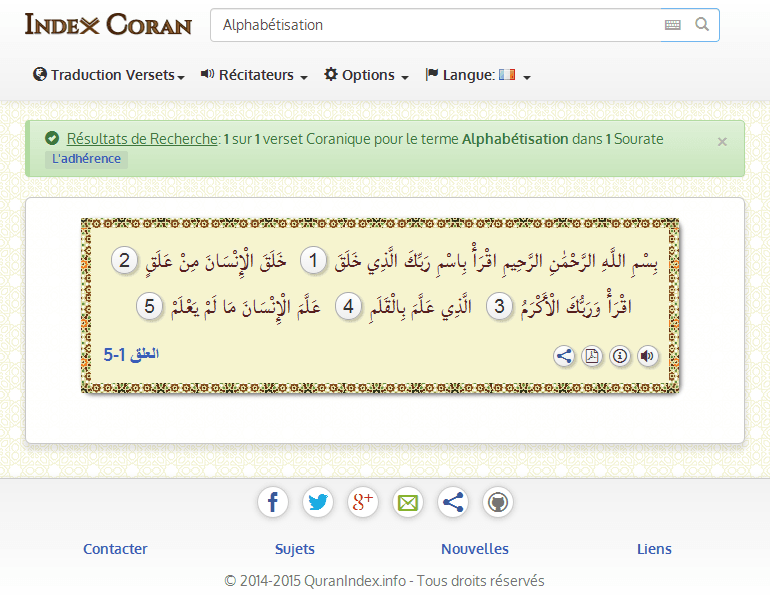 Index Coran
Alphabétisation
Traduction Versets Récitateurs Options Langue:
Résultats de Recherche: 1 sur 1 verset Coranique pour le terme Alphabétisation dans 1 Sourate ×
L'adhérence
بِسْمِ اللَّهِ الرَّحْمَٰنِ الرَّحِيمِ اقْرَأْ بِاسْمِ رَبِّكَ الَّذِي خَلَقَ 1 خَلَقَ الْإِنْسَانَ مِنْ عَلَقٍ 2
اقْرَأْ وَرَبُّكَ الْأَكْرَمُ 3 الَّذِي عَلَّمَ بِالْقَلَمِ 4 عَلَّمَ الْإِنْسَانَ مَا لَمْ يَعْلَمْ 5
العلق 1-5
Contacter Sujets Nouvelles Liens
© 2014-2015 QuranIndex.info - Tous droits réservés